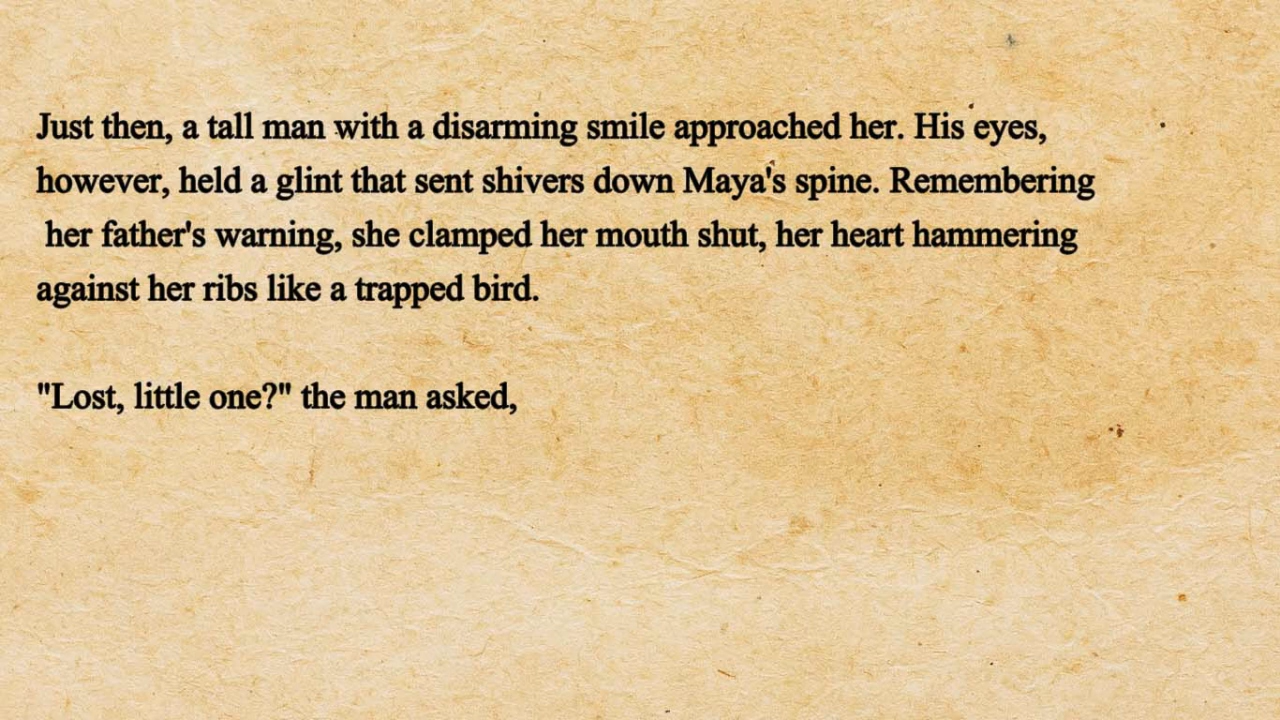 Just then, a tall man with a disarming smile approached her. His eyes,
however, held a glint that sent shivers down Maya's spine. Remembering
her father's warning, she clamped her mouth shut, her heart hammering
against her ribs like a trapped bird.
"Lost, little one?" the man asked,